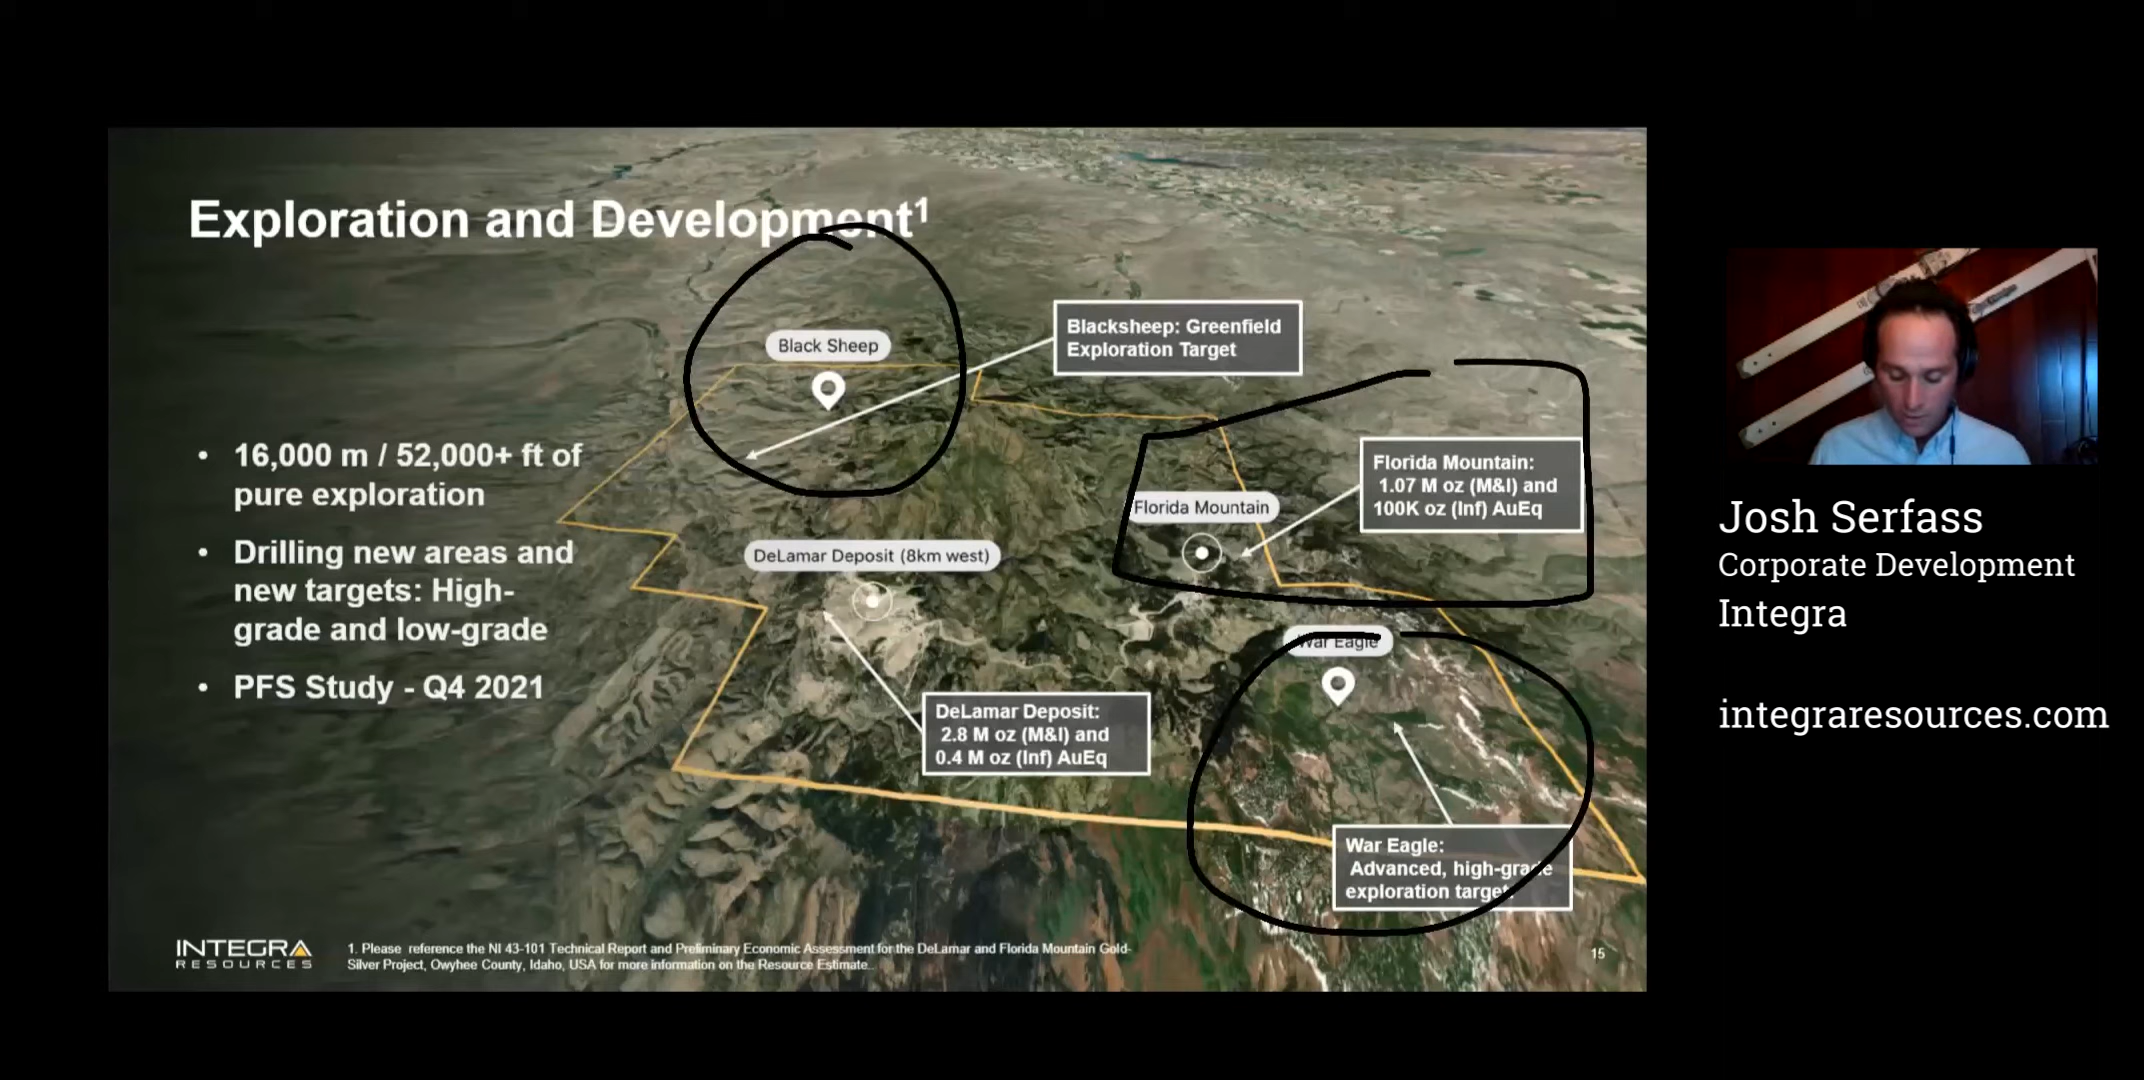 Exploration and Development¹
Black Sheep
Blacksheep: Greenfield
Exploration Target
• 16,000 m / 52,000+ ft of
pure exploration
• Drilling new areas and
new targets: High-
grade and low-grade
• PFS Study - Q4 2021
Florida Mountain
Florida Mountain:
1.07 M oz (M&I) and
100K oz (Inf) AuEq
DeLamar Deposit (8km west)
DeLamar Deposit:
2.8 M oz (M&I) and
0.4 M oz (Inf) AuEq
War Eagle
War Eagle:
Advanced, high-grade
exploration target
INTEGRA
RESOURCES
1. Please reference the NI 43-101 Technical Report and Preliminary Economic Assessment for the DeLamar and Florida Mountain Gold-
Silver Project, Owyhee County, Idaho, USA for more information on the Resource Estimate.
15
Josh Serfass
Corporate Development
Integra
integraresources.com